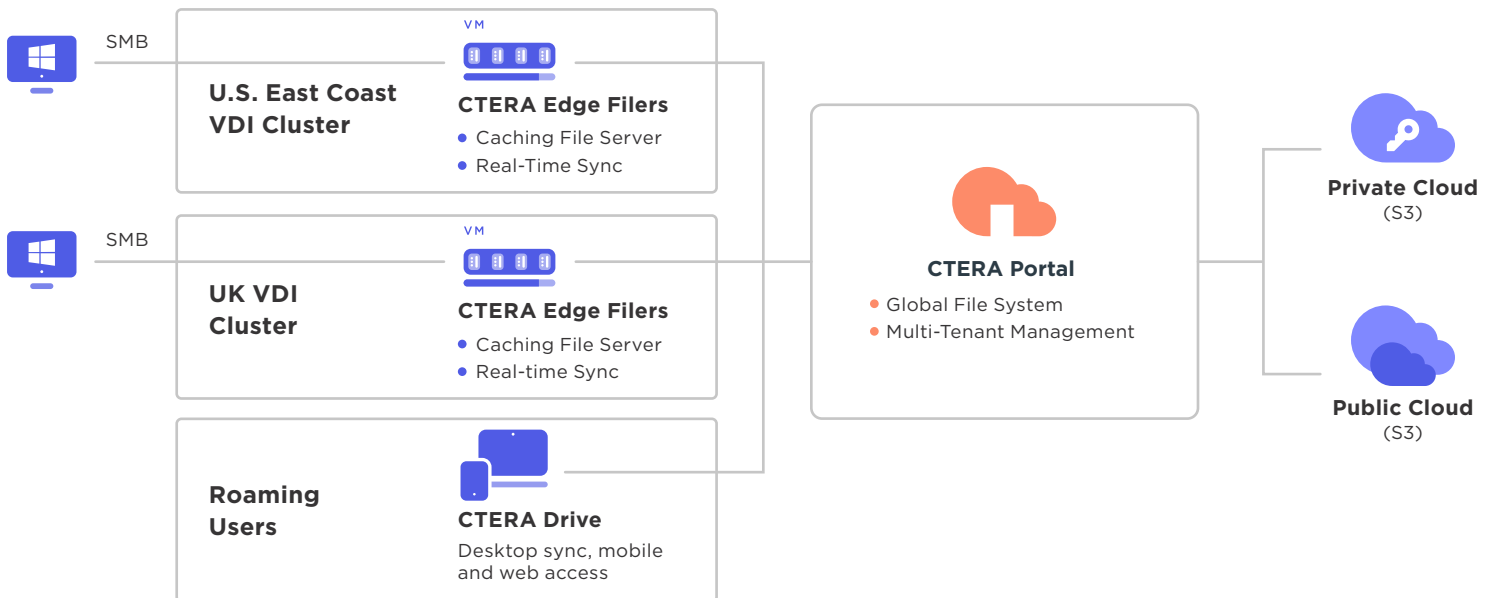 SMB
VM
U.S. East Coast
VDI Cluster
CTERA Edge Filers
Caching File Server
Real-Time Sync
SMB
VM
UK VDI
Cluster
CTERA Edge Filers
Caching File Server
Real-time Sync
Roaming
Users
CTERA Drive
Desktop sync, mobile
and web access
CTERA Portal
Global File System
Multi-Tenant Management
Private Cloud
(S3)
Public Cloud
(S3)